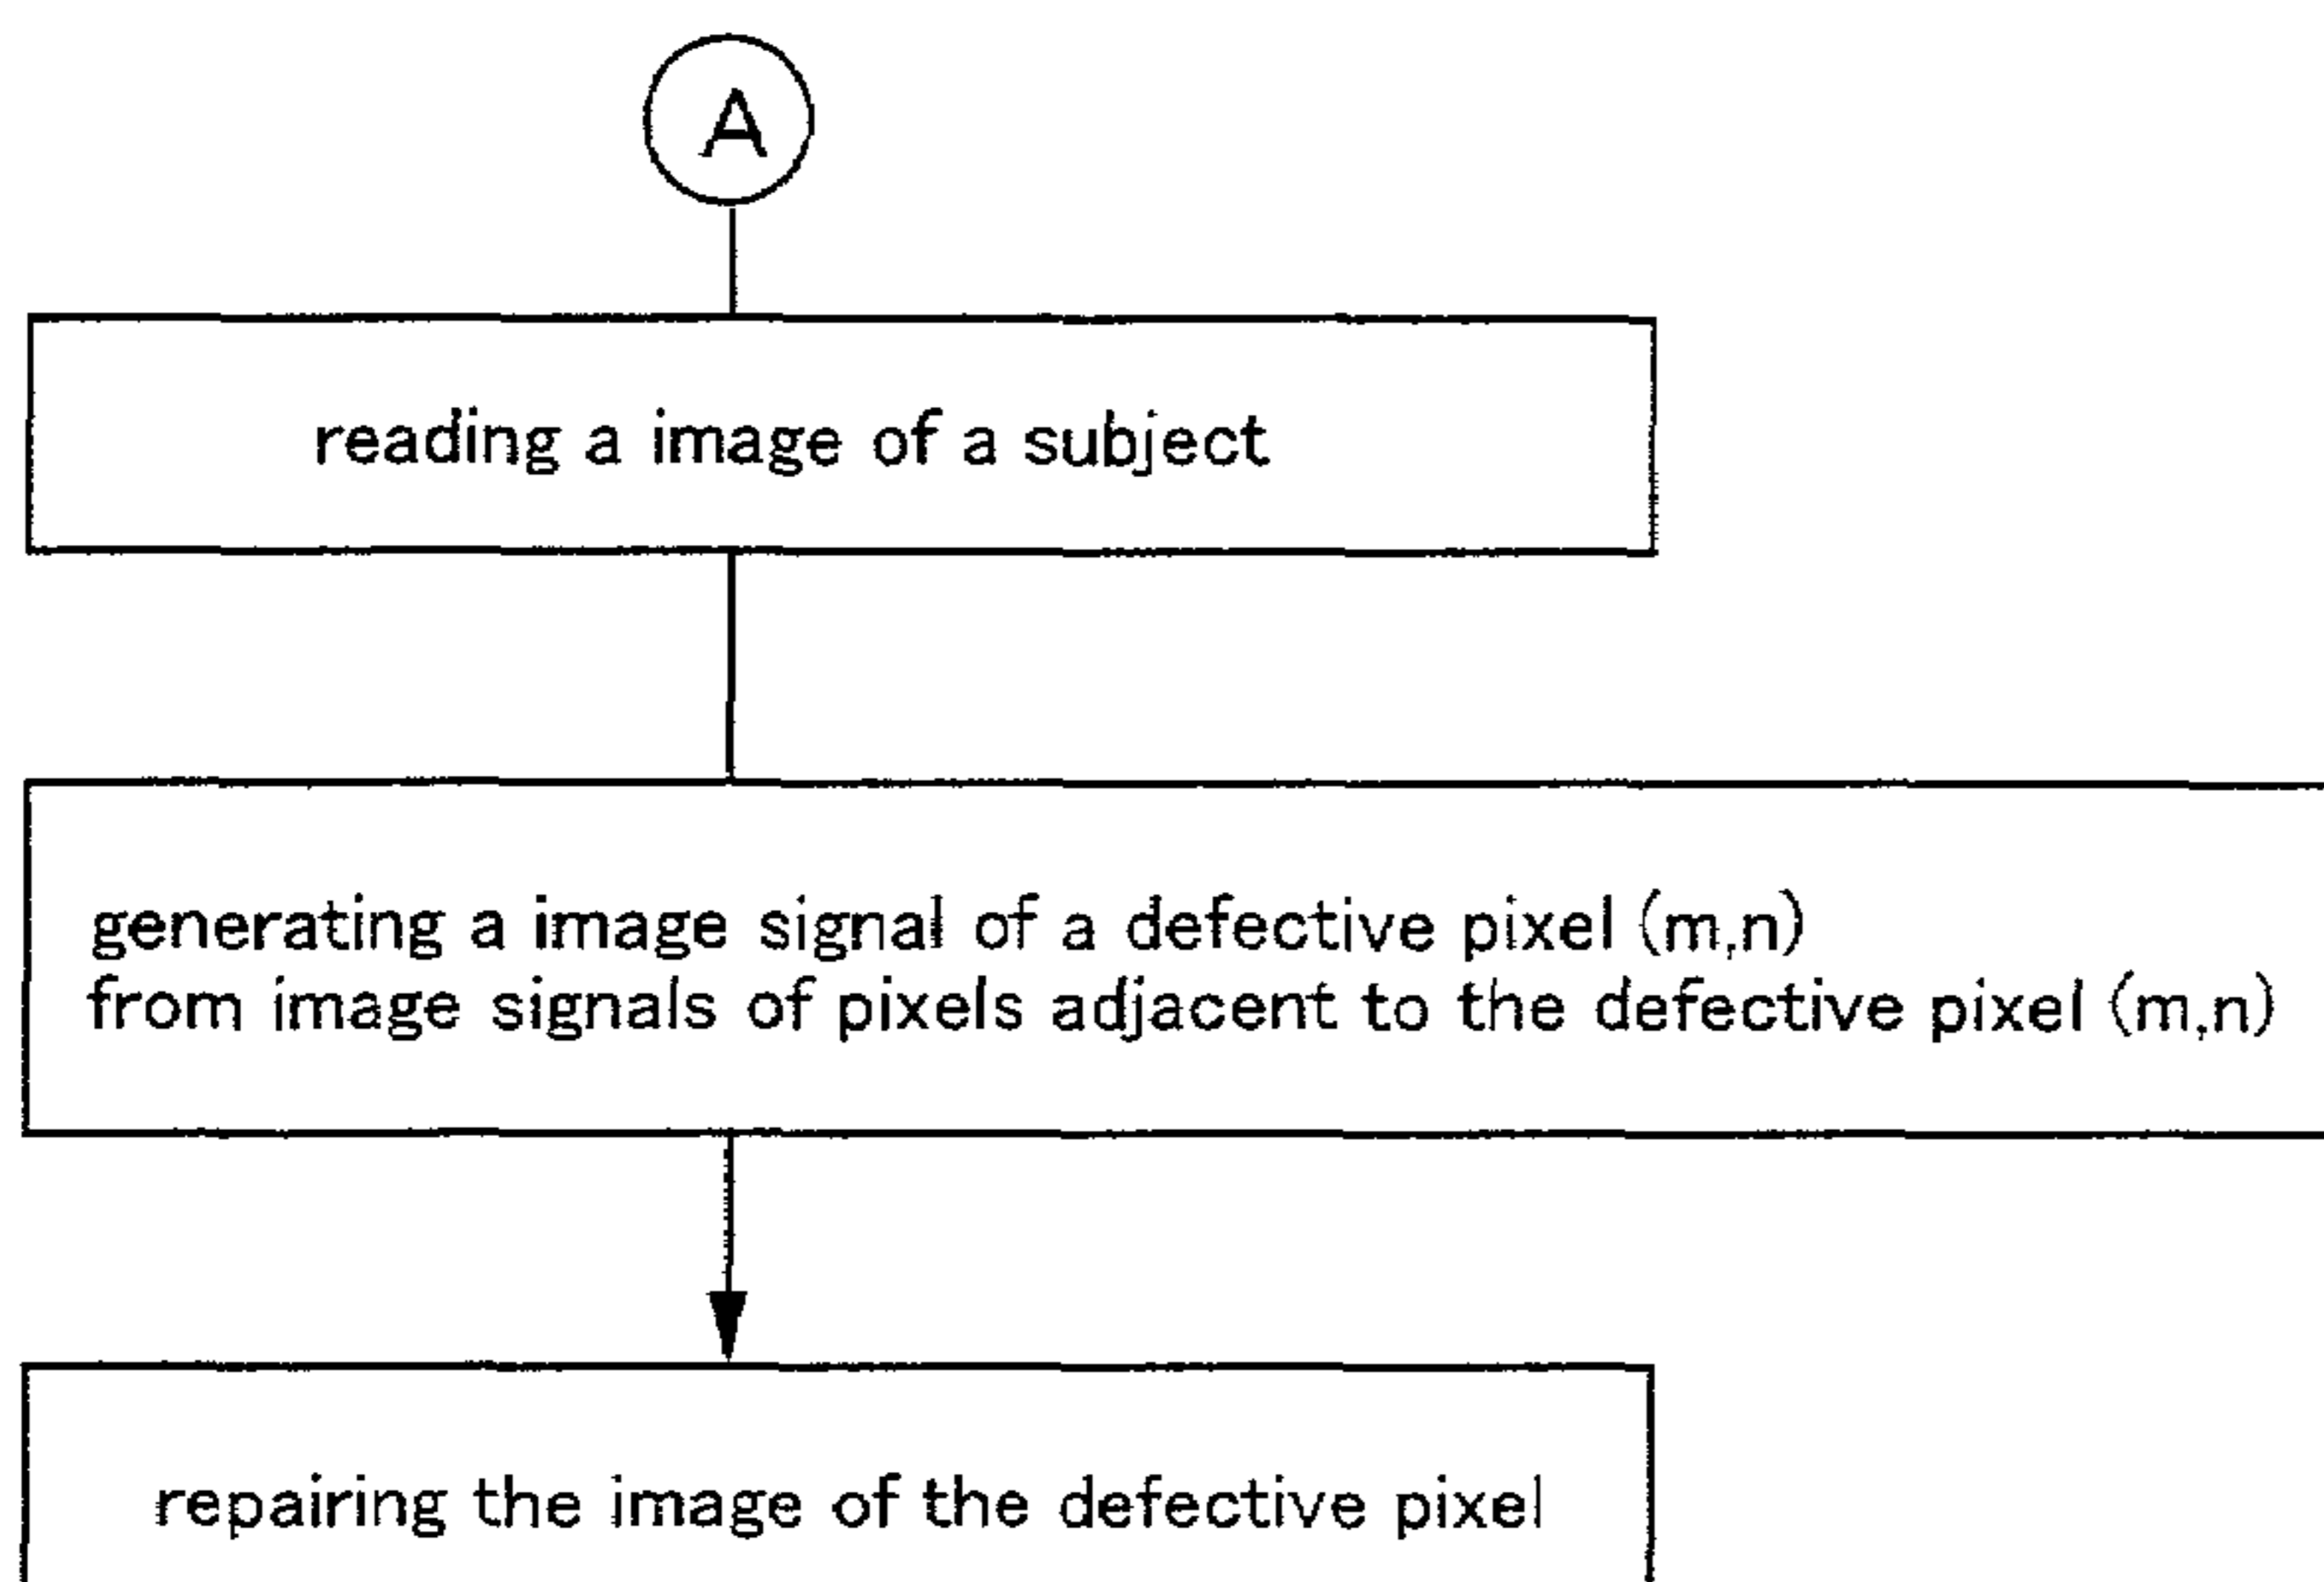 A
reading a image of a subject
generating a image signal of a defective pixel (m,n)
from image signals of pixels adjacent to the defective pixel (m,n)
repairing the image of the defective pixel